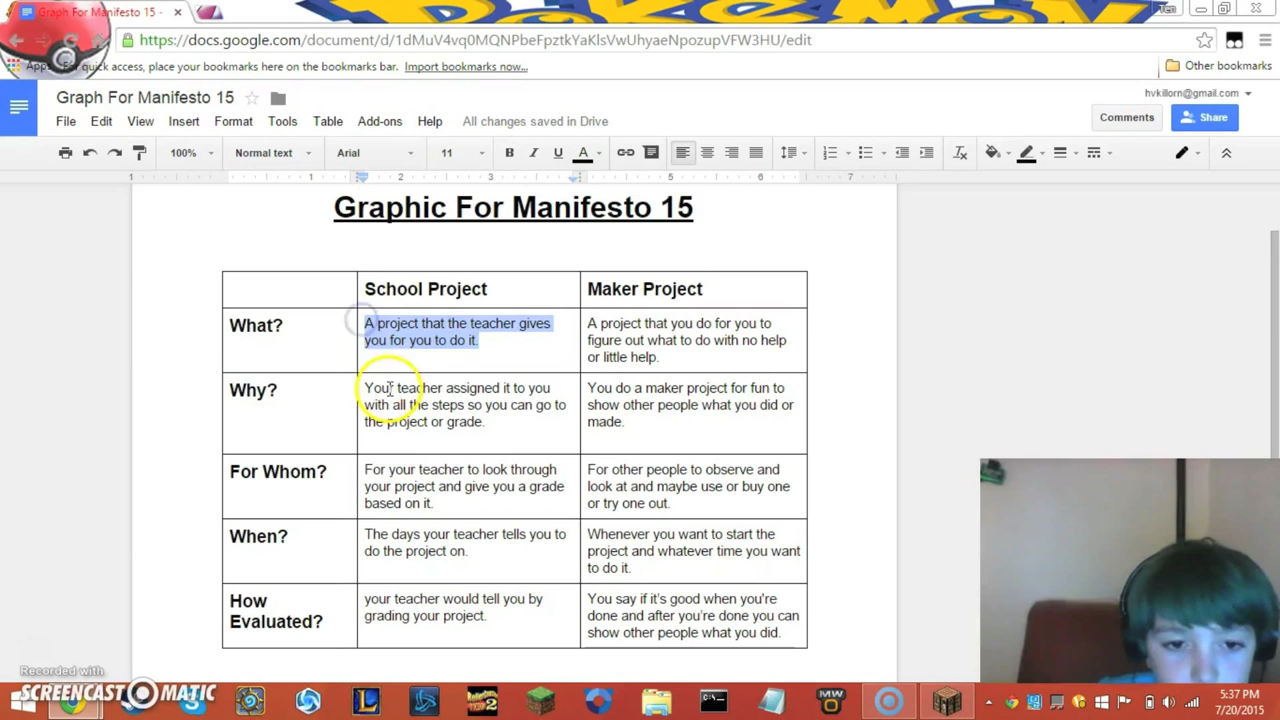 Graph For Manifesto 15 -
POKéMON
Ten
https://docs.google.com/document/d/1dMuV4vq0MQNPbeFpztkYaKlsVwUhyaeNpozupVFW3HU/edit
Apps For quick access, place your bookmarks here on the bookmarks bar. Import bookmarks now... Other bookmarks
Graph For Manifesto 15
hvkillorn@gmail.com
File Edit View Insert Format Tools Table Add-ons Help All changes saved in Drive
Comments Share
100% Normal text Arial 11 B I U A
1 1 2 3 5 6 7
Graphic For Manifesto 15
School Project
Maker Project
What?
A project that the teacher gives
you for you to do it.
A project that you do for you to
figure out what to do with no help
or little help.
Why?
Your teacher assigned it to you
with all the steps so you can go to
the project or grade.
You do a maker project for fun to
show other people what you did or
made.
For Whom?
For your teacher to look through
your project and give you a grade
based on it.
For other people to observe and
look at and maybe use or buy one
or try one out.
When?
The days your teacher tells you to
do the project on.
Whenever you want to start the
project and whatever time you want
to do it.
How
Evaluated?
your teacher would tell you by
grading your project.
You say if it's good when you're
done and after you're done you can
show other people what you did.
Recorded with
SCREENCAST MATIC
L
2
MW
5:37 PM
7/20/2015